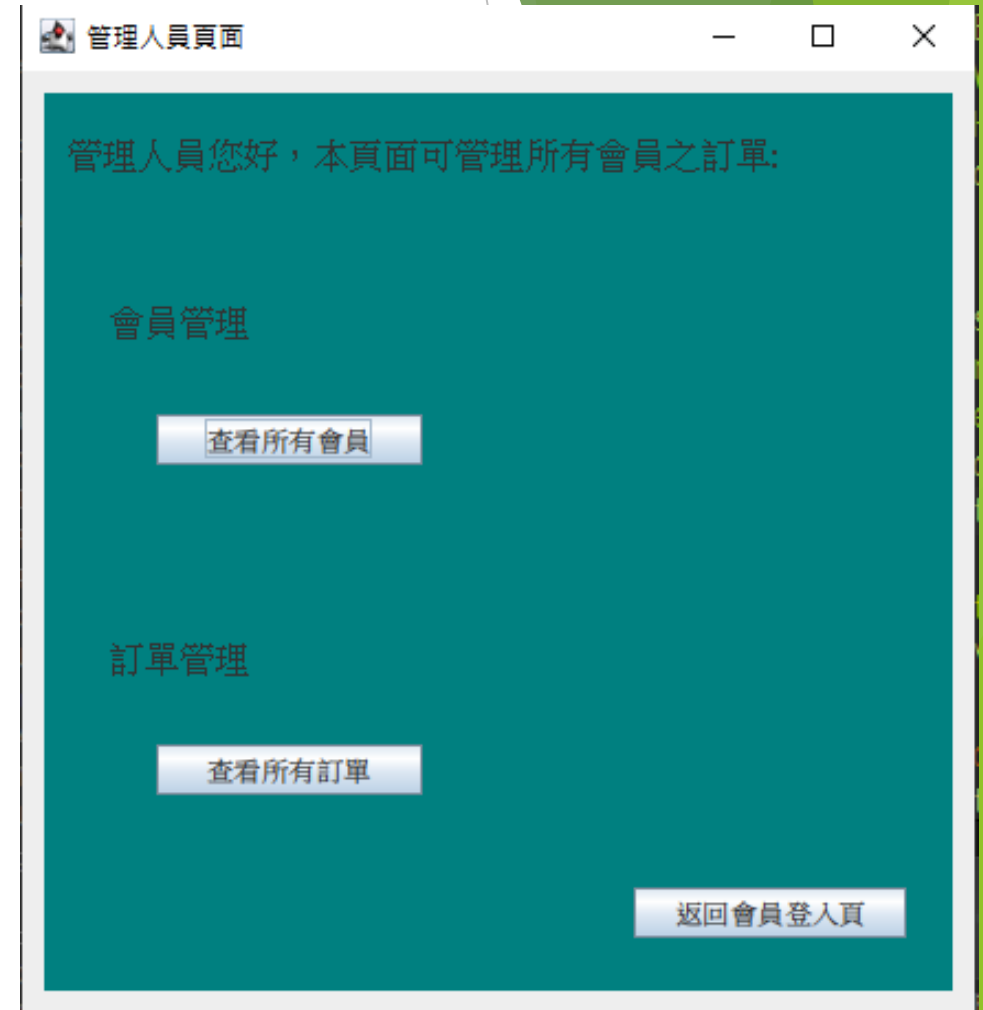 管理人員頁面
管理人員您好，本頁面可管理所有會員之訂單:
會員管理
查看所有會員
訂單管理
查看所有訂單
返回會員登入頁